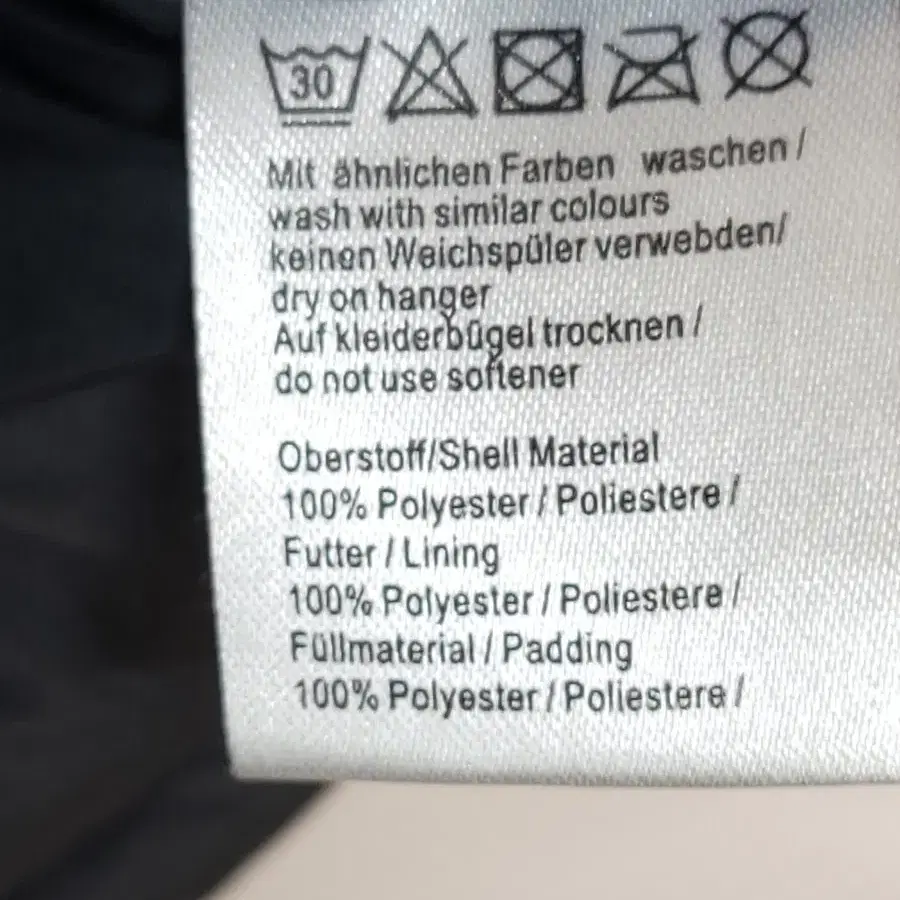 30
Mit ähnlichen Farben waschen /
wash with similar colours
keinen Weichspüler verwebden/
dry on hanger
Auf kleiderbügel trocknen /
do not use softener
Oberstoff/Shell Material
100% Polyester / Poliestere /
Futter / Lining
100% Polyester / Poliestere /
Füllmaterial / Padding
100% Polyester / Poliestere /